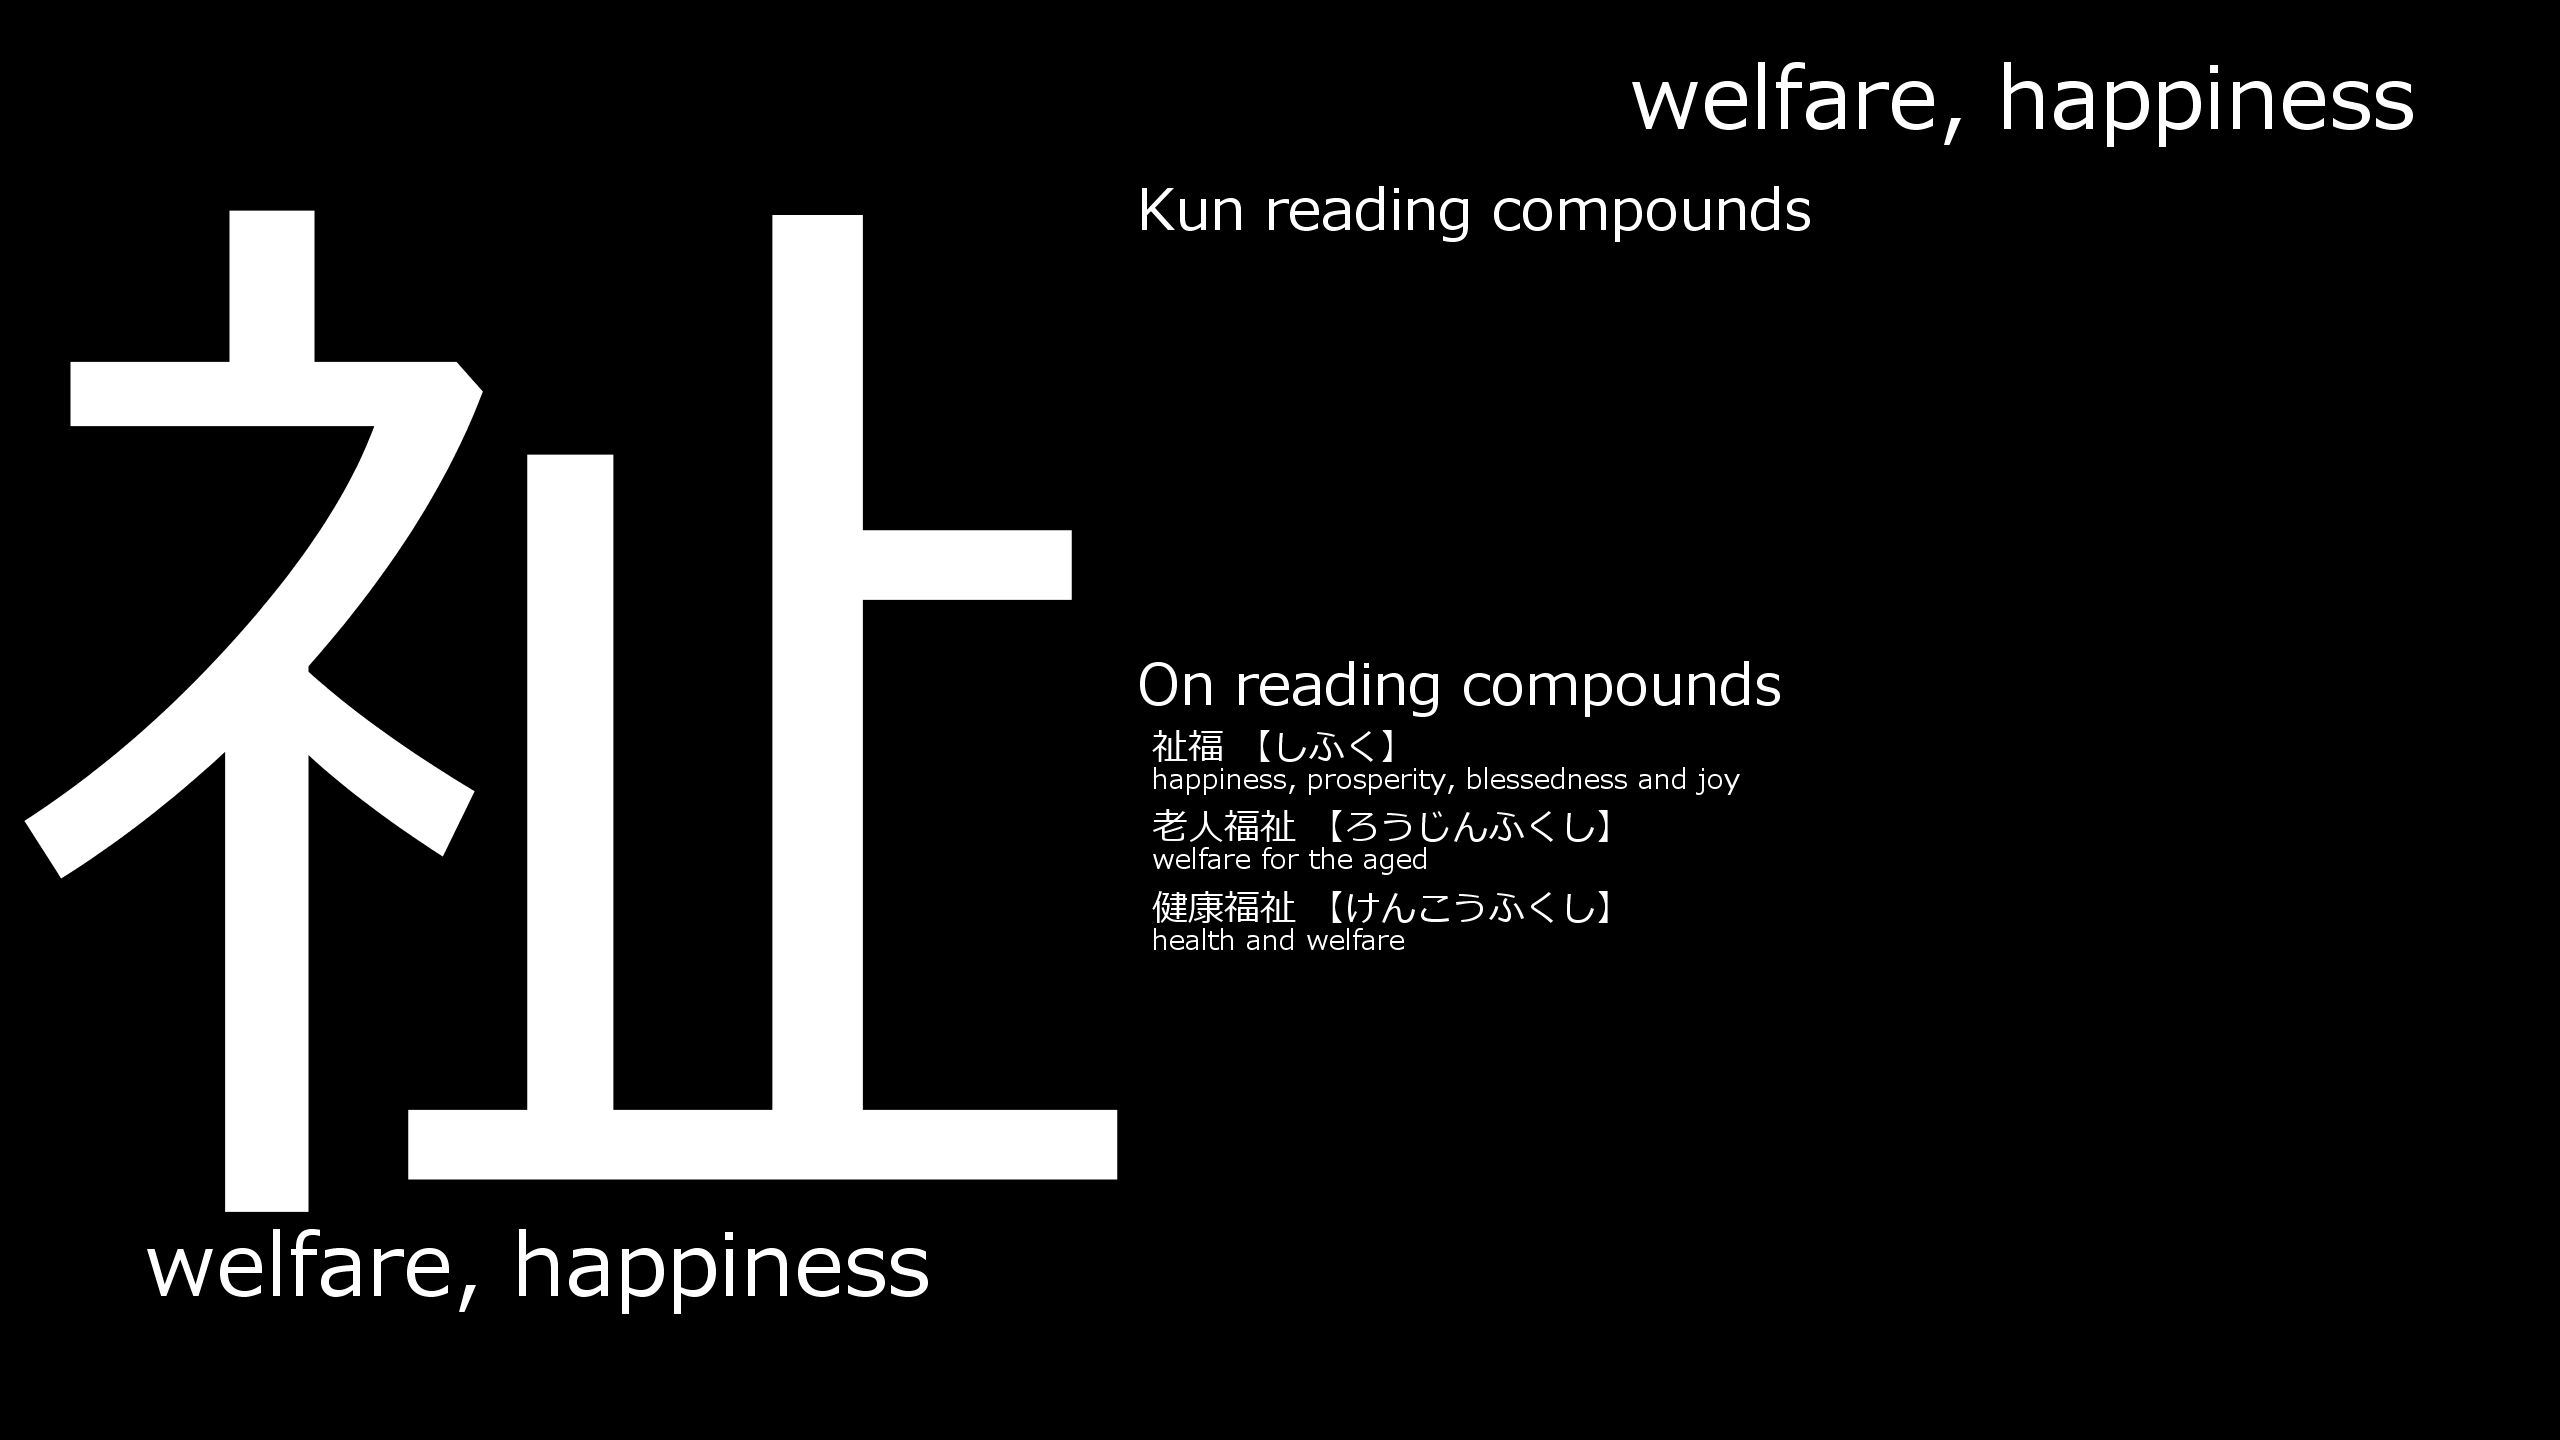 welfare, happiness
祉
welfare, happiness
Kun reading compounds
On reading compounds
祉福 【しふく】
happiness, prosperity, blessedness and joy
老人福祉 【ろうじんふくし】
welfare for the aged
健康福祉 【けんこうふくし】
health and welfare